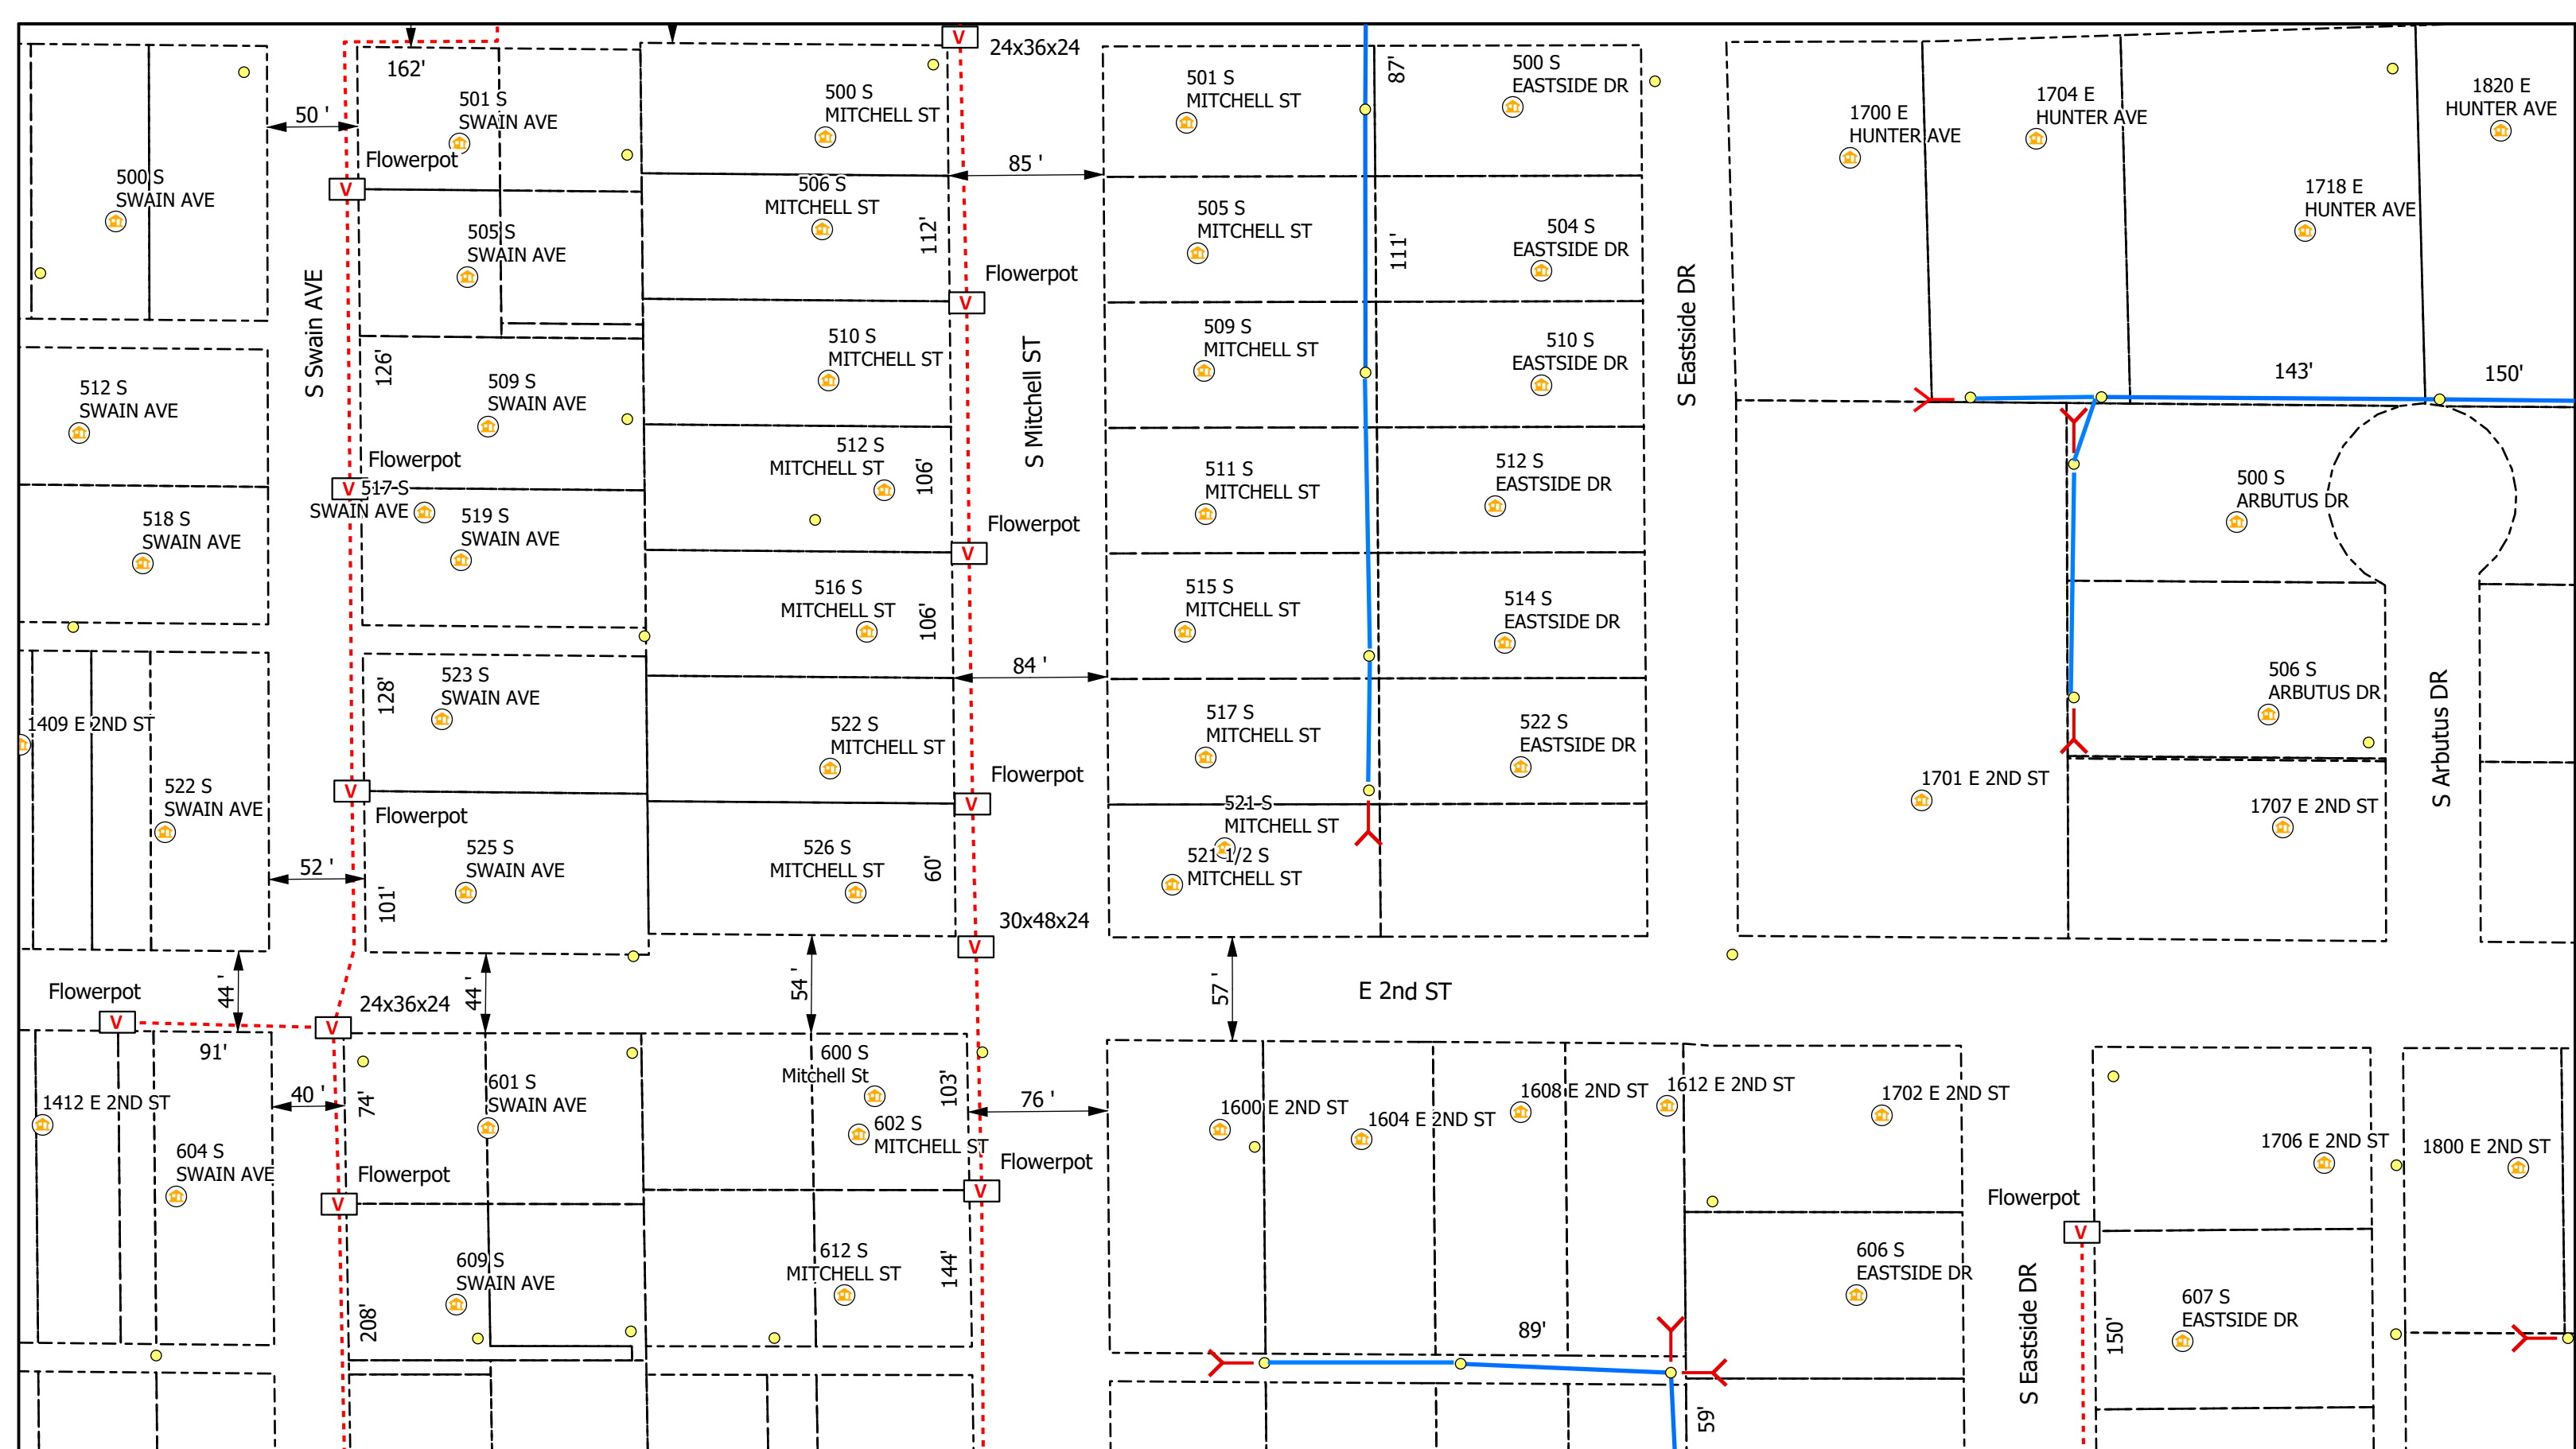 V
24x36x24
162'
87'
500 S
EASTSIDE DR
501 S
MITCHELL ST
500 S
MITCHELL ST
501 S
SWAIN AVE
50 '
1820 E
HUNTER AVE
1704 E
HUNTER AVE
1700 E
HUNTER AVE
Flowerpot
V
85 '
500 S
SWAIN AVE
506 S
MITCHELL ST
505 S
MITCHELL ST
1718 E
HUNTER AVE
505 S
SWAIN AVE
112'
111'
504 S
EASTSIDE DR
Flowerpot
V
S Swain AVE
S Mitchell ST
S Eastside DR
126'
510 S
MITCHELL ST
509 S
MITCHELL ST
510 S
EASTSIDE DR
143'
150'
512 S
SWAIN AVE
509 S
SWAIN AVE
512 S
MITCHELL ST
106'
Flowerpot
V
517 S
SWAIN AVE
511 S
MITCHELL ST
512 S
EASTSIDE DR
500 S
ARBUTUS DR
518 S
SWAIN AVE
519 S
SWAIN AVE
Flowerpot
V
516 S
MITCHELL ST
106'
515 S
MITCHELL ST
514 S
EASTSIDE DR
84 '
523 S
SWAIN AVE
128'
506 S
ARBUTUS DR
S Arbutus DR
1409 E 2ND ST
522 S
MITCHELL ST
517 S
MITCHELL ST
522 S
EASTSIDE DR
522 S
SWAIN AVE
V
Flowerpot
Flowerpot
V
1701 E 2ND ST
1707 E 2ND ST
521 S
MITCHELL ST
521 1/2 S
MITCHELL ST
52 '
525 S
SWAIN AVE
101'
526 S
MITCHELL ST
60'
30x48x24
V
44 '
44 '
54 '
57 '
E 2nd ST
Flowerpot
V
24x36x24
V
91'
40 '
74'
600 S
Mitchell St
103'
76 '
601 S
SWAIN AVE
602 S
MITCHELL ST
1412 E 2ND ST
604 S
SWAIN AVE
1600 E 2ND ST
1604 E 2ND ST
1608 E 2ND ST
1612 E 2ND ST
1702 E 2ND ST
1706 E 2ND ST
1800 E 2ND ST
Flowerpot
V
Flowerpot
V
Flowerpot
V
609 S
SWAIN AVE
208'
612 S
MITCHELL ST
144'
606 S
EASTSIDE DR
607 S
EASTSIDE DR
S Eastside DR
150'
89'
59'